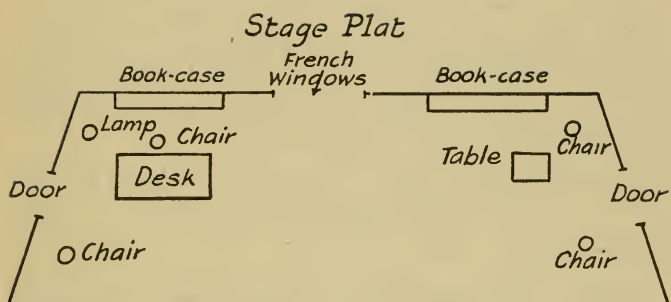 Stage Plat
French
Windows
Book-case
Book-case
Lamp
Chair
Chair
Table
Desk
Door
Door
Chair
Chair